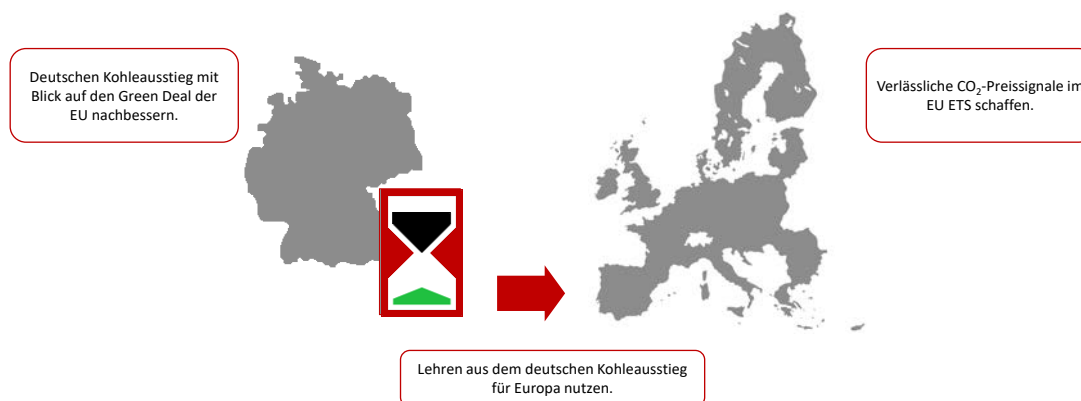 Deutschen Kohleausstieg mit
Blick auf den Green Deal der
EU nachbessern.
Verlässliche CO₂-Preissignale im
EU ETS schaffen.
Lehren aus dem deutschen Kohleausstieg
für Europa nutzen.